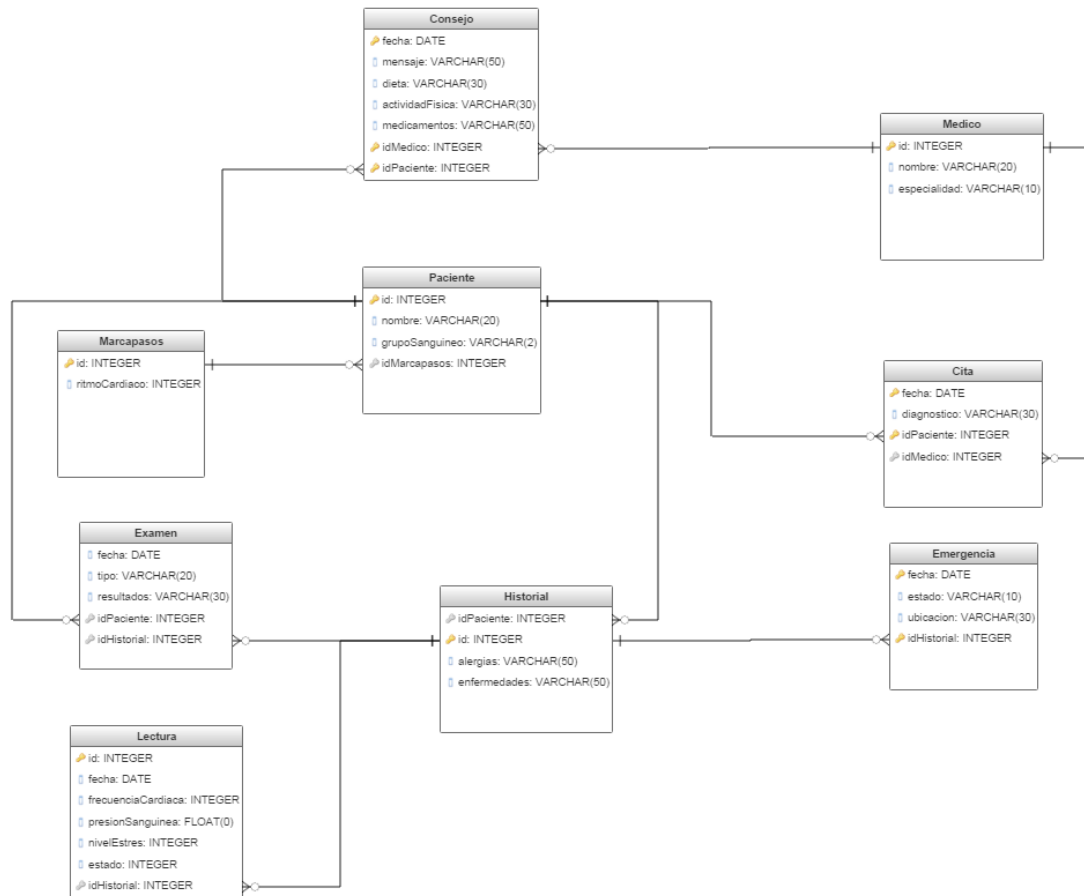 Consejo
fecha: DATE
mensaje: VARCHAR(50)
dieta: VARCHAR(30)
actividadFisica: VARCHAR(30)
medicamentos: VARCHAR(50)
idMedico: INTEGER
idPaciente: INTEGER
Medico
id: INTEGER
nombre: VARCHAR(20)
especialidad: VARCHAR(10)
Paciente
id: INTEGER
nombre: VARCHAR(20)
grupoSanguineo: VARCHAR(2)
idMarcapasos: INTEGER
Marcapasos
id: INTEGER
ritmoCardiaco: INTEGER
Cita
fecha: DATE
diagnostico: VARCHAR(30)
idPaciente: INTEGER
idMedico: INTEGER
Examen
fecha: DATE
tipo: VARCHAR(20)
resultados: VARCHAR(30)
idPaciente: INTEGER
idHistorial: INTEGER
Historial
idPaciente: INTEGER
id: INTEGER
alergias: VARCHAR(50)
enfermedades: VARCHAR(50)
Emergencia
fecha: DATE
estado: VARCHAR(10)
ubicacion: VARCHAR(30)
idHistorial: INTEGER
Lectura
id: INTEGER
fecha: DATE
frecuenciaCardiaca: INTEGER
presionSanguinea: FLOAT(0)
nivelEstres: INTEGER
estado: INTEGER
idHistorial: INTEGER